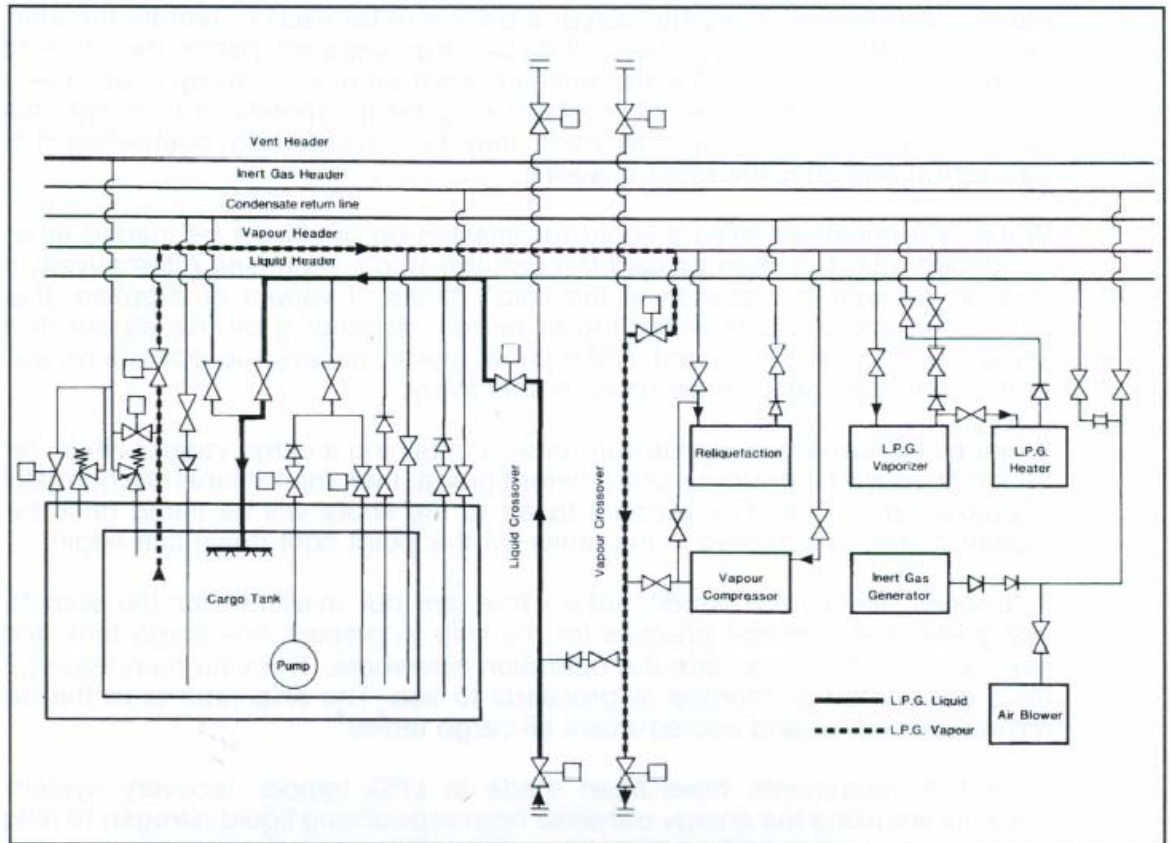 Vent Header
Inert Gas Header
Condensate return line
Vapour Header
Liquid Header
Liquid Crossover
Vapour Crossover
Reliquefaction
L.P.G.
Vaporizer
L.P.G.
Heater
Cargo Tank
Vapour
Compressor
Inert Gas
Generator
Pump
L.P.G. Liquid
L.P.G. Vapour
Air Blower